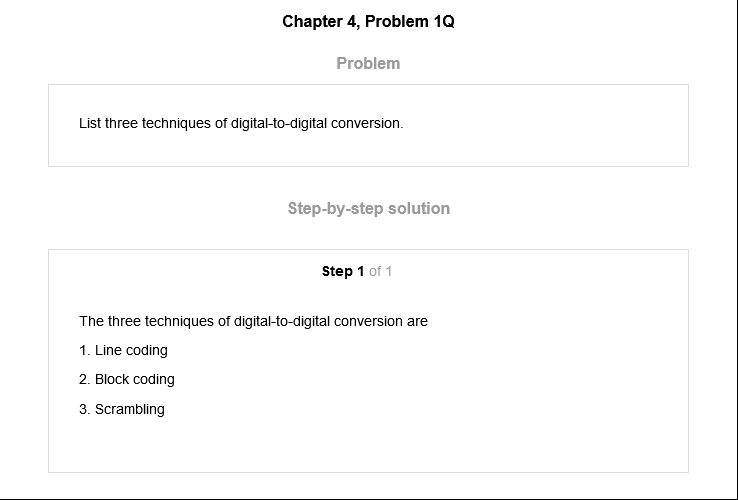 Chapter 4, Problem 1Q
Problem
List three techniques of digital-to-digital conversion.
Step-by-step solution
Step 1 of 1
The three techniques of digital-to-digital conversion are
1. Line coding
2. Block coding
3. Scrambling